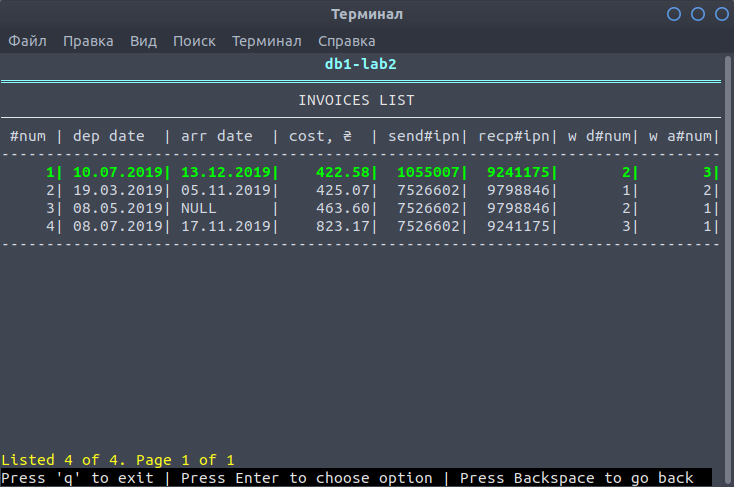 Терминал
Файл Правка Вид Поиск Терминал Справка
db1-lab2
INVOICES LIST
#num | dep date | arr date | cost, ₴ | send#ipn| recp#ipn| w d#num| w a#num|
--------------------------------------------------------------------------------
1| 10.07.2019| 13.12.2019| 422.58| 1055007| 9241175| 2| 3|
2| 19.03.2019| 05.11.2019| 425.07| 7526602| 9798846| 1| 2|
3| 08.05.2019| NULL | 463.60| 7526602| 9798846| 2| 1|
4| 08.07.2019| 17.11.2019| 823.17| 7526602| 9241175| 3| 1|
--------------------------------------------------------------------------------
Listed 4 of 4. Page 1 of 1
Press 'q' to exit | Press Enter to choose option | Press Backspace to go back